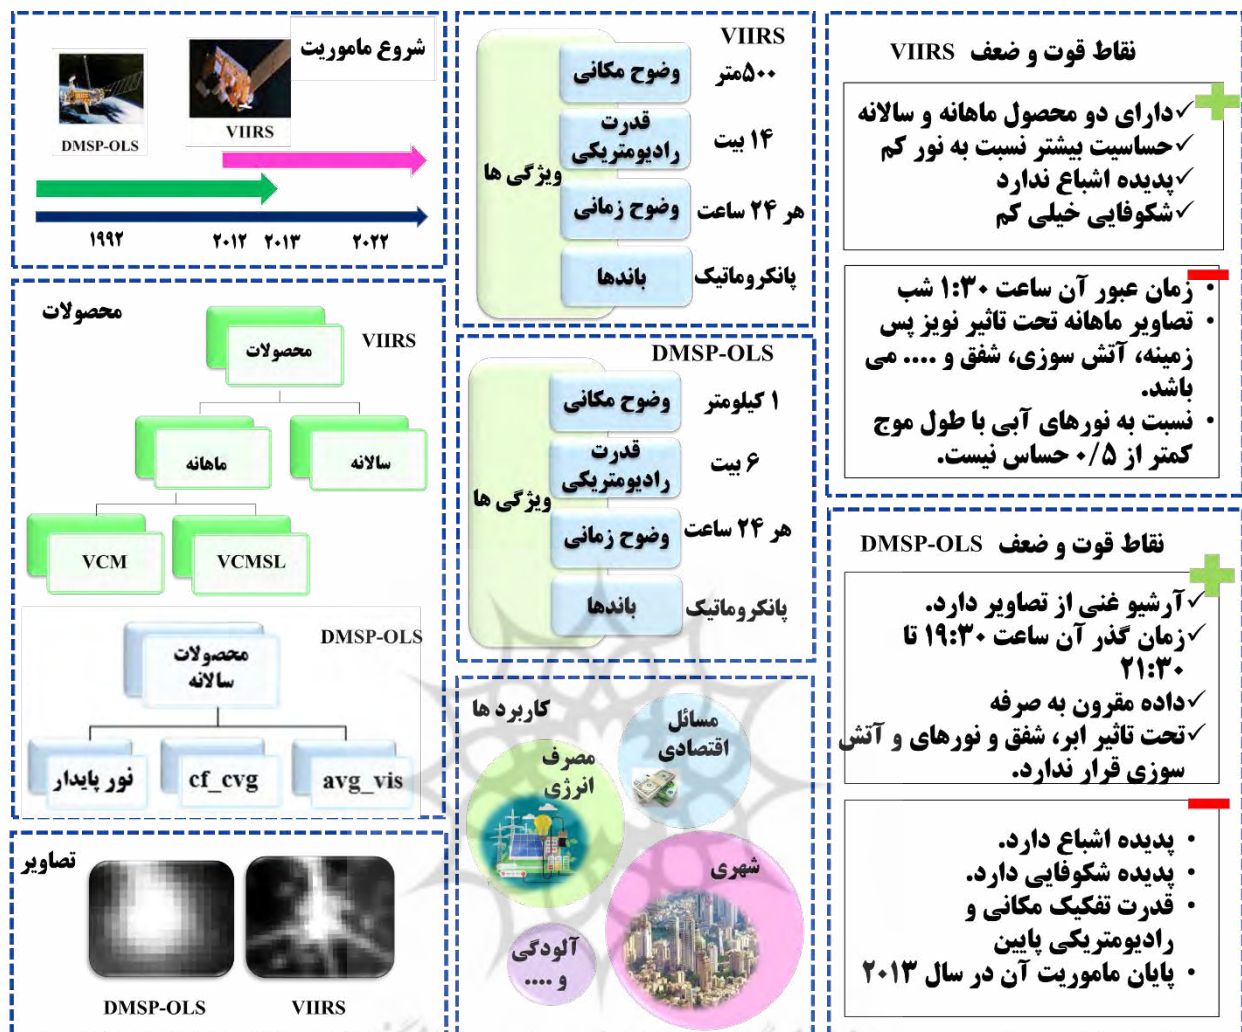 شروع ماموریت
DMSP-OLS
VIIRS
۱۹۹۲
۲۰۱۲
۲۰۱۳
۲۰۲۲
محصولات
VIIRS
محصولات
ماهانه
سالانه
VCM
VCMSL
DMSP-OLS
محصولات
سالانه
نور پایدار
cf_cvg
avg_vis
تصاویر
DMSP-OLS
VIIRS
VIIRS
ویژگی ها
وضوح مکانی
۵۰۰متر
قدرت
رادیومتریکی
۱۴ بیت
وضوح زمانی
هر ۲۴ ساعت
باندها
پانکروماتیک
DMSP-OLS
ویژگی ها
وضوح مکانی
۱ کیلومتر
قدرت
رادیومتریکی
۶ بیت
وضوح زمانی
هر ۲۴ ساعت
باندها
پانکروماتیک
کاربرد ها
مسائل
اقتصادی
مصرف
انرژی
شهری
آلودگی
و ....
نقاط قوت و ضعف VIIRS
✓دارای دو محصول ماهانه و سالانه
✓حساسیت بیشتر نسبت به نور کم
✓پدیده اشباع ندارد
✓شکوفایی خیلی کم
• زمان عبور آن ساعت ۱:۳۰ شب
• تصاویر ماهانه تحت تاثیر نویز پس
زمینه، آتش سوزی، شفق و .... می
باشد.
• نسبت به نورهای آبی با طول موج
کمتر از ۰/۵ حساس نیست.
نقاط قوت و ضعف DMSP-OLS
✓آرشیو غنی از تصاویر دارد.
✓زمان گذر آن ساعت ۱۹:۳۰ تا
۲۱:۳۰
✓داده مقرون به صرفه
✓تحت تاثیر ابر، شفق و نورهای و آتش
سوزی قرار ندارد.
• پدیده اشباع دارد.
• پدیده شکوفایی دارد.
• قدرت تفکیک مکانی و
رادیومتریکی پایین
• پایان ماموریت آن در سال ۲۰۱۳